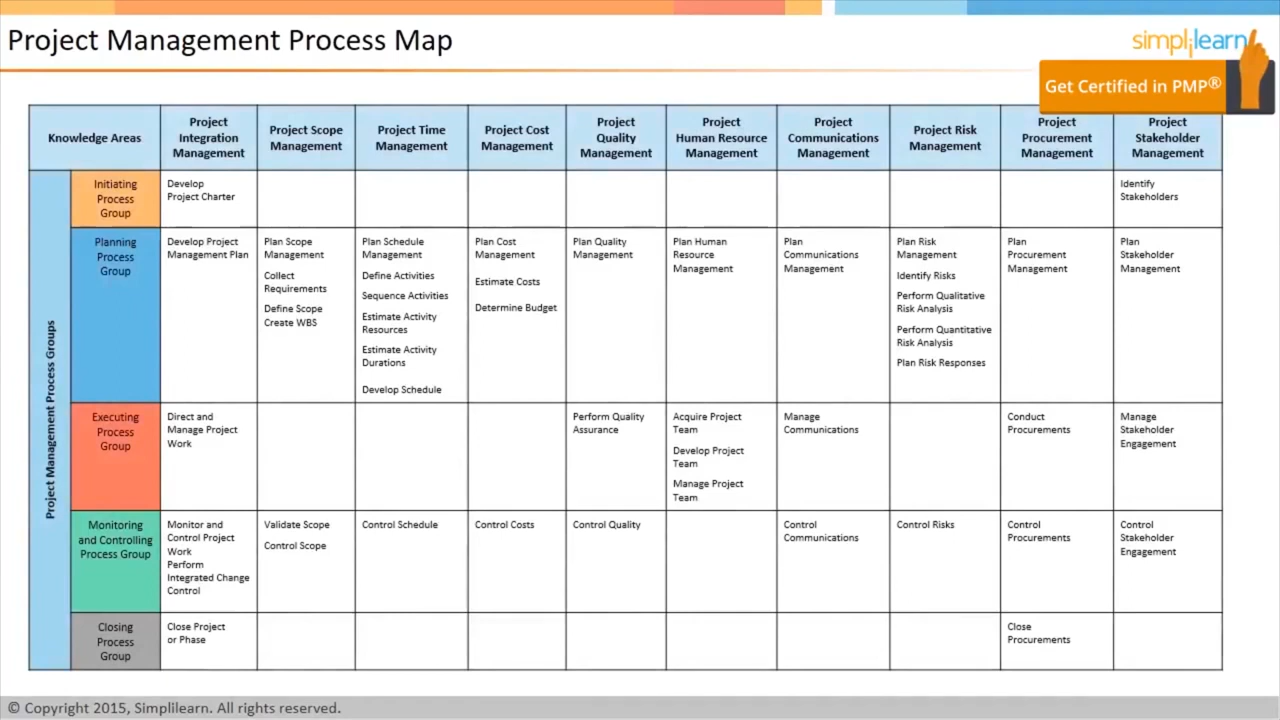 Project Management Process Map
simplilearn
Get Certified in PMP®
Knowledge Areas
Project
Integration
Management
Project Scope
Management
Project Time
Management
Project Cost
Management
Project
Quality
Management
Project
Human Resource
Management
Project
Communications
Management
Project Risk
Management
Project
Procurement
Management
Project
Stakeholder
Management
Project Management Process Groups
Initiating
Process
Group
Develop
Project Charter
Identify
Stakeholders
Planning
Process
Group
Develop Project
Management Plan
Plan Scope
Management
Collect
Requirements
Define Scope
Create WBS
Plan Schedule
Management
Define Activities
Sequence Activities
Estimate Activity
Resources
Estimate Activity
Durations
Develop Schedule
Plan Cost
Management
Estimate Costs
Determine Budget
Plan Quality
Management
Plan Human
Resource
Management
Plan
Communications
Management
Plan Risk
Management
Identify Risks
Perform Qualitative
Risk Analysis
Perform Quantitative
Risk Analysis
Plan Risk Responses
Plan
Procurement
Management
Plan
Stakeholder
Management
Executing
Process
Group
Direct and
Manage Project
Work
Perform Quality
Assurance
Acquire Project
Team
Develop Project
Team
Manage Project
Team
Manage
Communications
Conduct
Procurements
Manage
Stakeholder
Engagement
Monitoring
and Controlling
Process Group
Monitor and
Control Project
Work
Perform
Integrated Change
Control
Validate Scope
Control Scope
Control Schedule
Control Costs
Control Quality
Control
Communications
Control Risks
Control
Procurements
Control
Stakeholder
Engagement
Closing
Process
Group
Close Project
or Phase
Close
Procurements
© Copyright 2015, Simplilearn. All rights reserved.